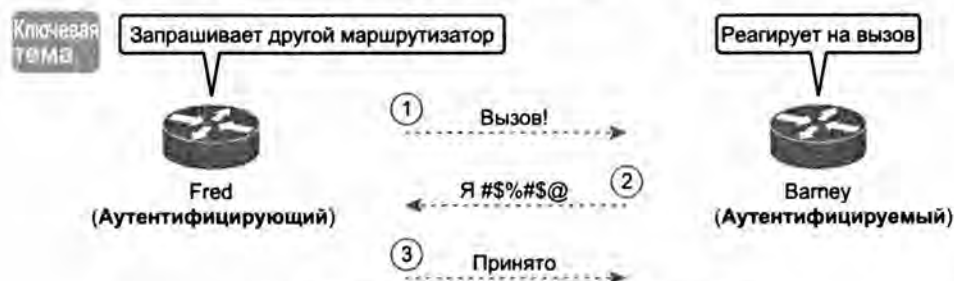 Ключевая
тема
Запрашивает другой маршрутизатор
Реагирует на вызов
1
Вызов!
Я #$%#$@
2
Fred
(Аутентифицирующий)
Barney
(Аутентифицируемый)
3
Принято